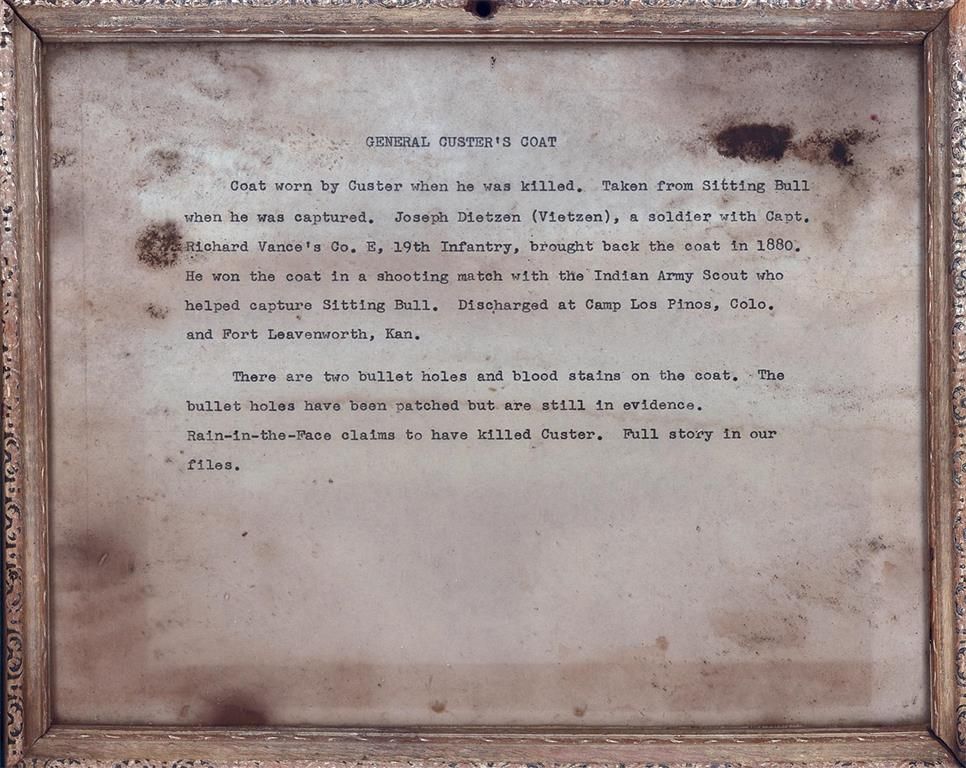 GENERAL CUSTER'S COAT
Coat worn by Custer when he was killed. Taken from Sitting Bull
when he was captured. Joseph Dietzen (Vietzen), a soldier with Capt.
Richard Vance's Co. E, 19th Infantry, brought back the coat in 1880.
He won the coat in a shooting match with the Indian Army Scout who
helped capture Sitting Bull. Discharged at Camp Los Pinos, Colo.
and Fort Leavenworth, Kan.
There are two bullet holes and blood stains on the coat. The
bullet holes have been patched but are still in evidence.
Rain-in-the-Face claims to have killed Custer. Full story in our
files.